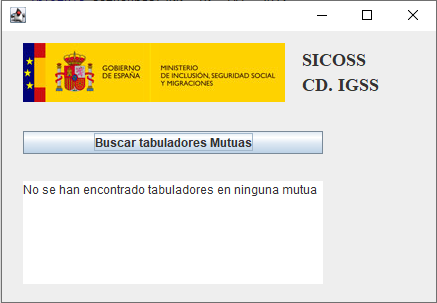 GOBIERNO
DE ESPAÑA
MINISTERIO
DE INCLUSIÓN, SEGURIDAD SOCIAL
Y MIGRACIONES
SICOSS
CD. IGSS
Buscar tabuladores Mutuas
No se han encontrado tabuladores en ninguna mutua